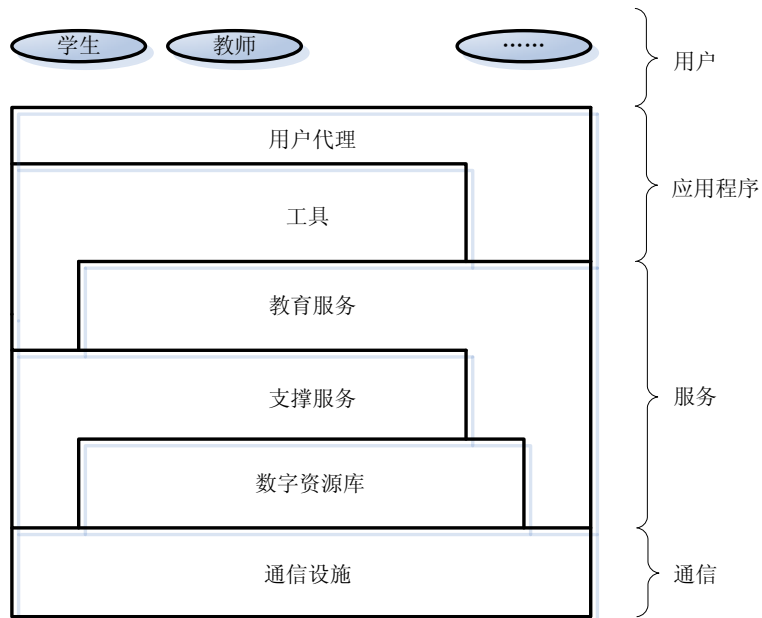 学生 教师 …… 用户
用户代理
应用程序
工具
教育服务
支撑服务 服务
数字资源库
通信设施 通信